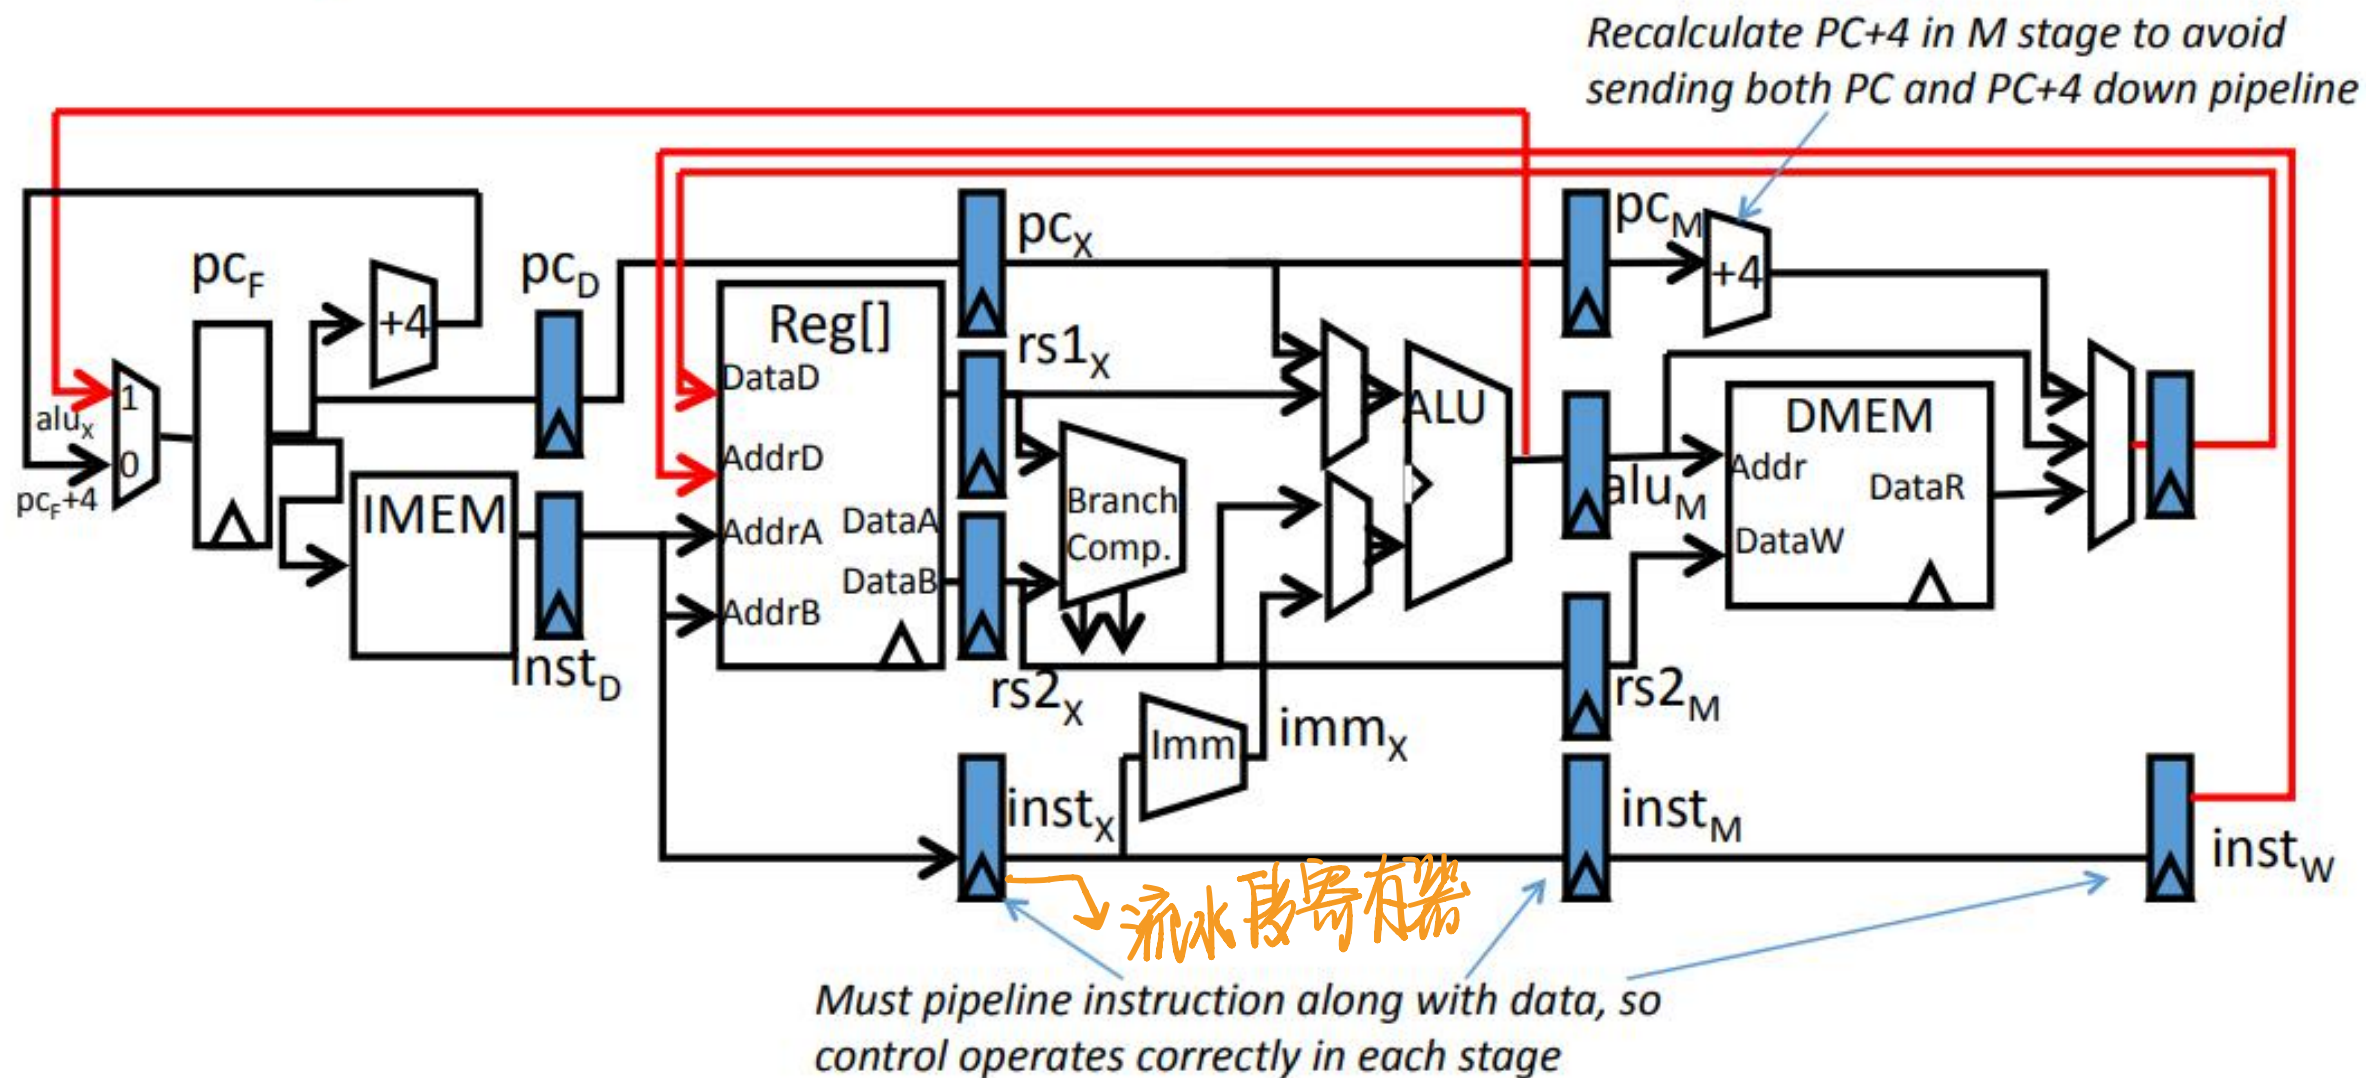 Recalculate PC+4 in M stage to avoid
sending both PC and PC+4 down pipeline
pcF
+4
pcD
pcX
pcM
+4
Reg[]
rs1X
DataD
1
aluX
ALU
DMEM
AddrD
0
Addr
DataR
aluM
pcF+4
IMEM
AddrA
DataA
Branch
Comp.
DataW
DataB
AddrB
instD
rs2X
rs2M
Imm
immX
instX
instM
instW
流水段寄存器
Must pipeline instruction along with data, so
control operates correctly in each stage